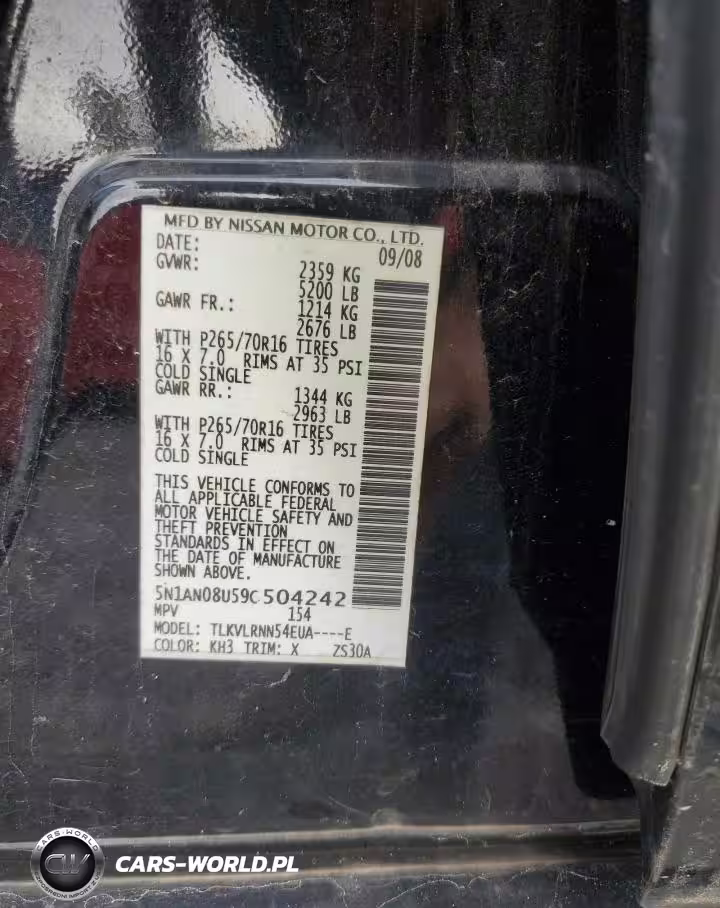 MFD BY NISSAN MOTOR CO., LTD.
DATE: 09/08
GVWR: 2359 KG
5200 LB
GAWR FR.: 1214 KG
2676 LB
WITH P265/70R16 TIRES
16 X 7.0 RIMS AT 35 PSI
COLD SINGLE
GAWR RR.: 1344 KG
2963 LB
WITH P265/70R16 TIRES
16 X 7.0 RIMS AT 35 PSI
COLD SINGLE
THIS VEHICLE CONFORMS TO
ALL APPLICABLE FEDERAL
MOTOR VEHICLE SAFETY AND
THEFT PREVENTION
STANDARDS IN EFFECT ON
THE DATE OF MANUFACTURE
SHOWN ABOVE.
5N1AN08U59C504242
MPV 154
MODEL: TLKVLRNN54EUA----E
COLOR: KH3 TRIM: X ZS30A
CARS-WORLD
CARS-WORLD.PL